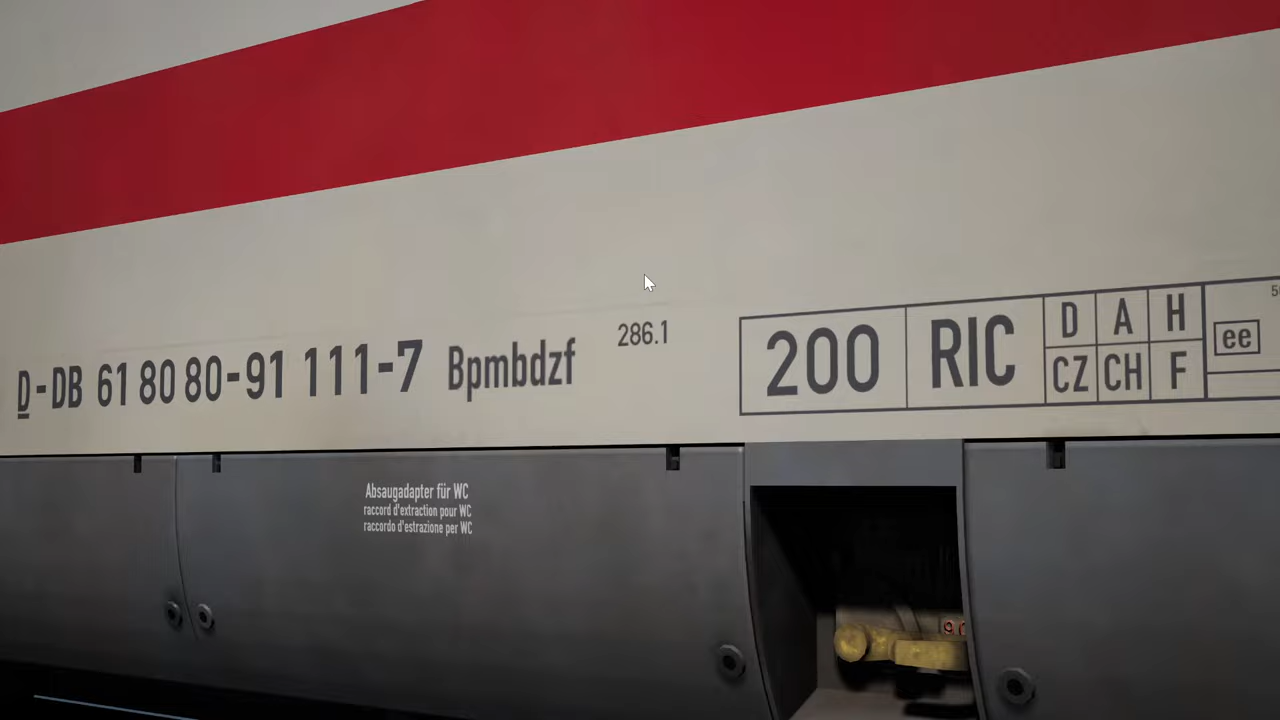 D-DB 61 80 80-91 111-7 Bpmbdzf 286.1
200 RIC D A H
CZ CH F
ee
Absaugadapter für WC
raccord d'extraction pour WC
raccordo d'estrazione per WC